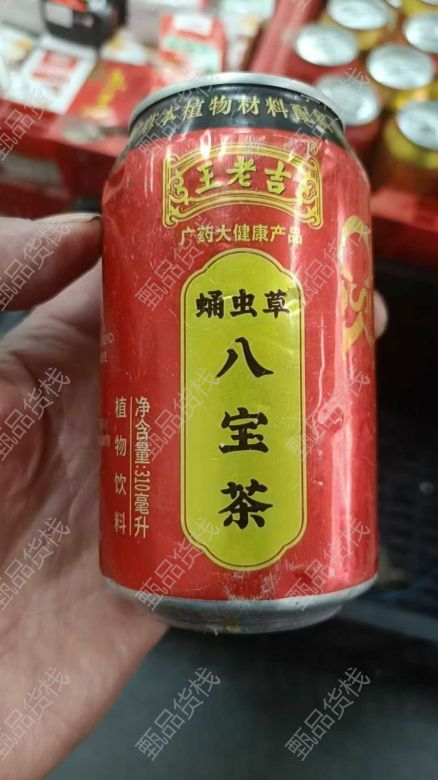 草本植物材料
王老吉
广药大健康产品
蛹虫草
八宝茶
净含量:310毫升
植物饮料
甄品货栈